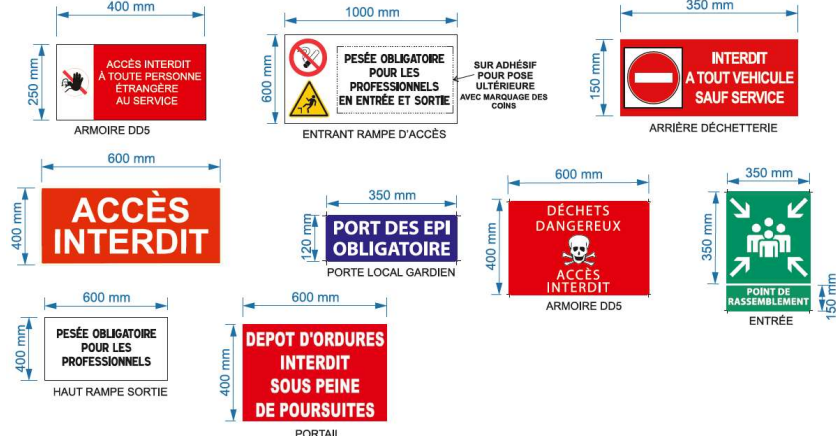 400 mm
250 mm
ACCÈS INTERDIT
À TOUTE PERSONNE
ÉTRANGÈRE
AU SERVICE
ARMOIRE DD5
1000 mm
600 mm
PESÉE OBLIGATOIRE
POUR LES
PROFESSIONNELS
EN ENTRÉE ET SORTIE
SUR ADHÉSIF
POUR POSE
ULTÉRIEURE
AVEC MARQUAGE DES
COINS
ENTRANT RAMPE D'ACCÈS
350 mm
150 mm
INTERDIT
A TOUT VEHICULE
SAUF SERVICE
ARRIÈRE DÉCHETTERIE
600 mm
400 mm
ACCÈS
INTERDIT
350 mm
120 mm
PORT DES EPI
OBLIGATOIRE
PORTE LOCAL GARDIEN
600 mm
400 mm
DÉCHETS
DANGEREUX
ACCÈS
INTERDIT
ARMOIRE DD5
350 mm
350 mm
POINT DE
RASSEMBLEMENT
150 mm
ENTRÉE
600 mm
400 mm
PESÉE OBLIGATOIRE
POUR LES
PROFESSIONNELS
HAUT RAMPE SORTIE
600 mm
400 mm
DEPOT D'ORDURES
INTERDIT
SOUS PEINE
DE POURSUITES
PORTAIL